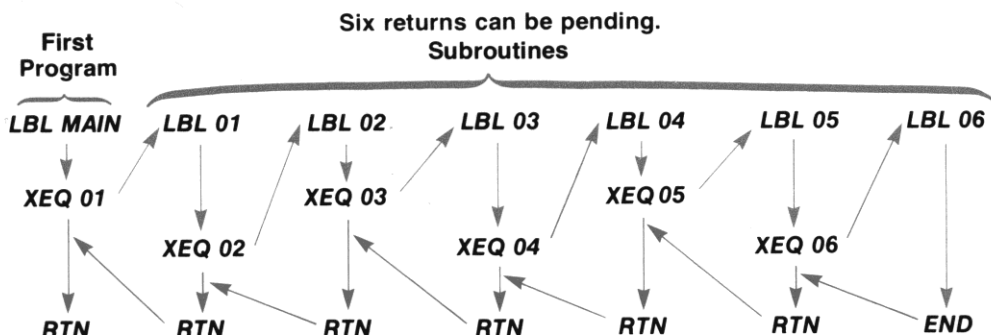 Six returns can be pending.
Subroutines
First
Program
LBL MAIN LBL 01 LBL 02 LBL 03 LBL 04 LBL 05 LBL 06
XEQ 01 XEQ 03 XEQ 05
XEQ 02 XEQ 04 XEQ 06
RTN RTN RTN RTN RTN RTN END